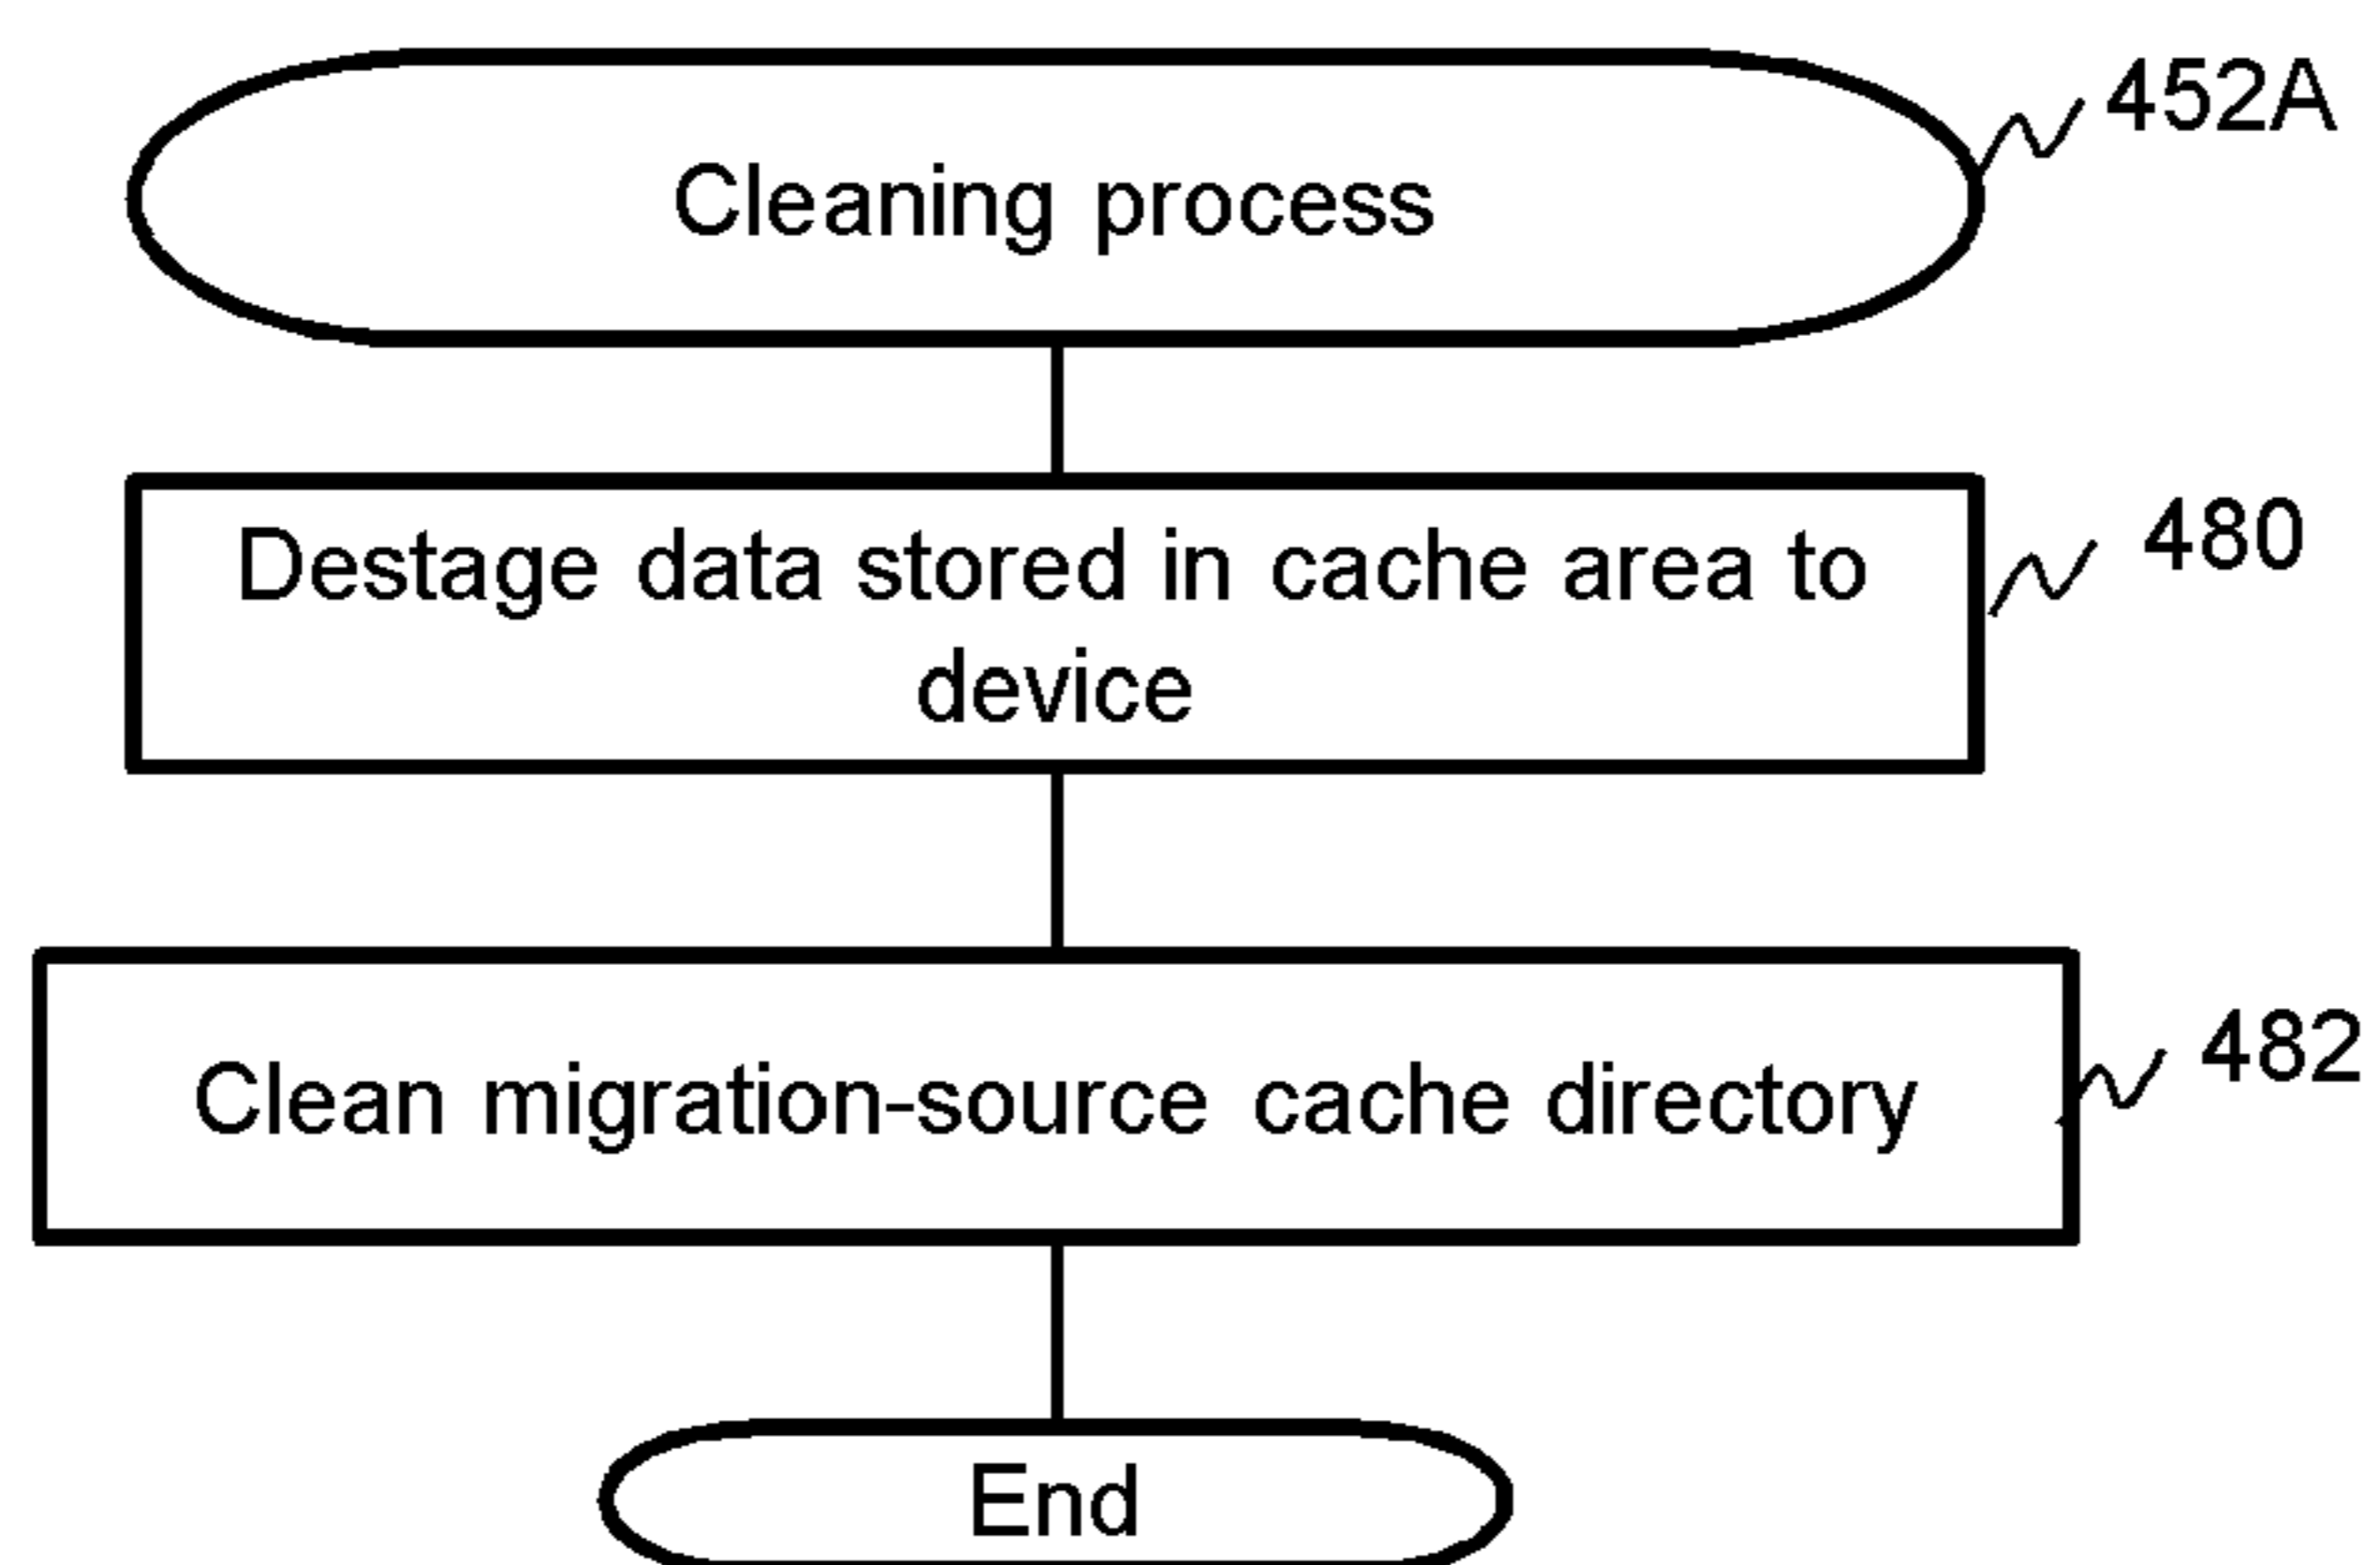 452A
Cleaning process
Destage data stored in cache area to
device
480
Clean migration-source cache directory
482
End